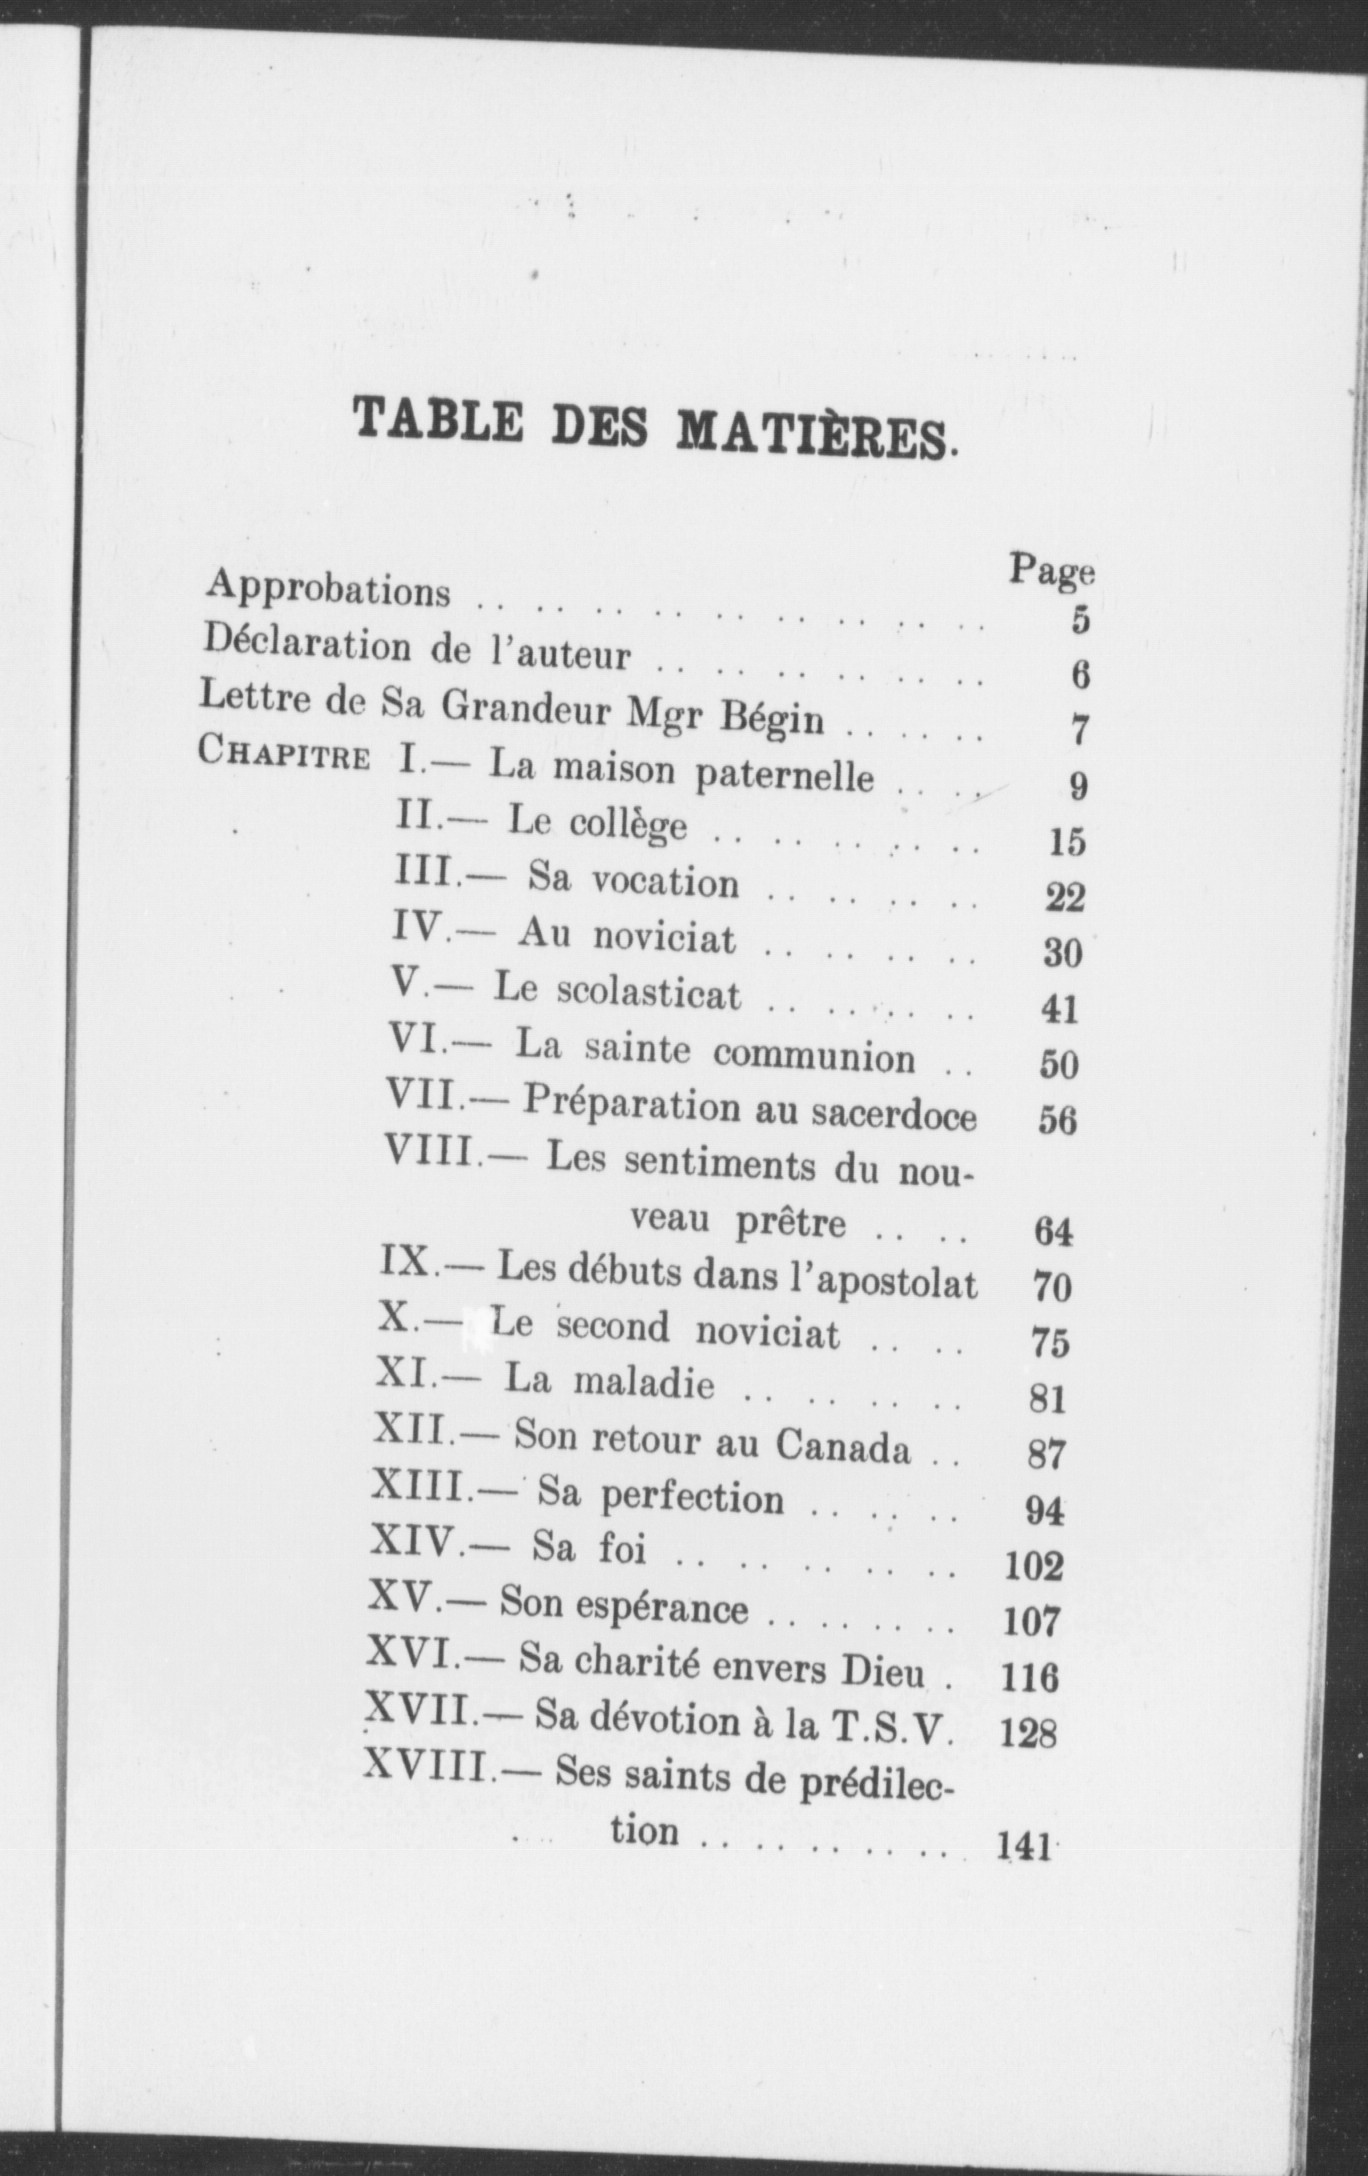 TABLE DES MATIÈRES.
Page
Approbations . . . . . . . . . . . . . . . . . . 5
Déclaration de l'auteur . . . . . . . . . . . . 6
Lettre de Sa Grandeur Mgr Bégin . . . . . . 7
CHAPITRE I.— La maison paternelle . . . . 9
II.— Le collège . . . . . . . . . . 15
III.— Sa vocation . . . . . . . . 22
IV.— Au noviciat . . . . . . . . 30
V.— Le scolasticat . . . . . . . . 41
VI.— La sainte communion . . 50
VII.— Préparation au sacerdoce 56
VIII.— Les sentiments du nou-
veau prêtre . . . . 64
IX.— Les débuts dans l'apostolat 70
X.— Le second noviciat . . . . 75
XI.— La maladie . . . . . . . . 81
XII.— Son retour au Canada . . 87
XIII.— Sa perfection . . . . . . 94
XIV.— Sa foi . . . . . . . . . . 102
XV.— Son espérance . . . . . . . . 107
XVI.— Sa charité envers Dieu . 116
XVII.— Sa dévotion à la T.S.V. 128
XVIII.— Ses saints de prédilec-
tion . . . . . . . . . . 141